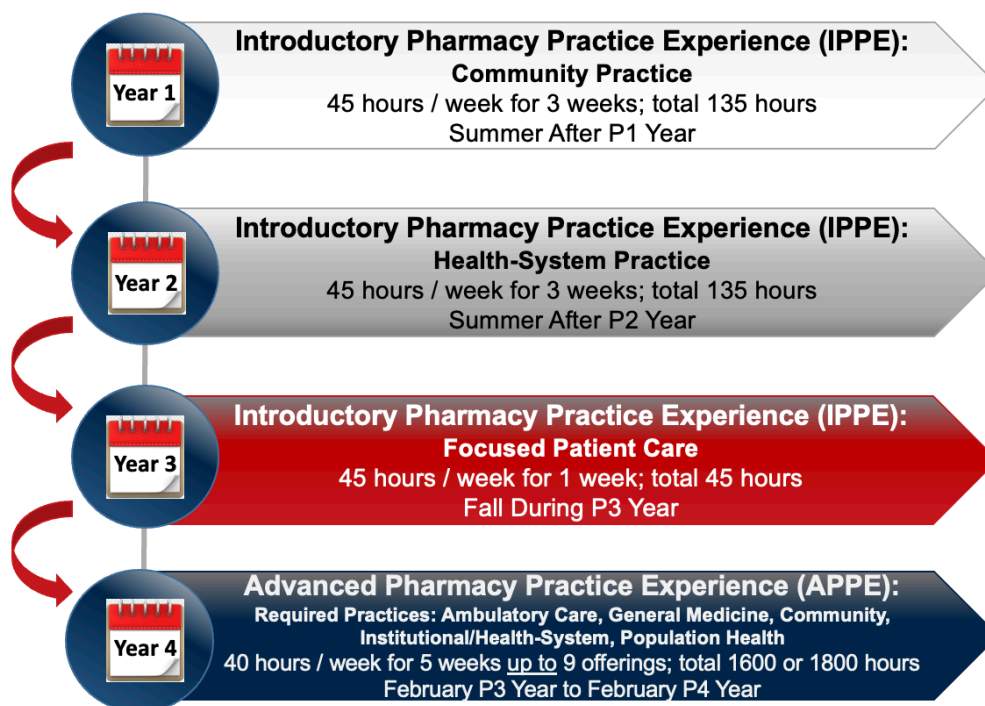 Year 1
Introductory Pharmacy Practice Experience (IPPE):
Community Practice
45 hours / week for 3 weeks; total 135 hours
Summer After P1 Year
Year 2
Introductory Pharmacy Practice Experience (IPPE):
Health-System Practice
45 hours / week for 3 weeks; total 135 hours
Summer After P2 Year
Year 3
Introductory Pharmacy Practice Experience (IPPE):
Focused Patient Care
45 hours / week for 1 week; total 45 hours
Fall During P3 Year
Year 4
Advanced Pharmacy Practice Experience (APPE):
Required Practices: Ambulatory Care, General Medicine, Community,
Institutional/Health-System, Population Health
40 hours / week for 5 weeks up to 9 offerings; total 1600 or 1800 hours
February P3 Year to February P4 Year